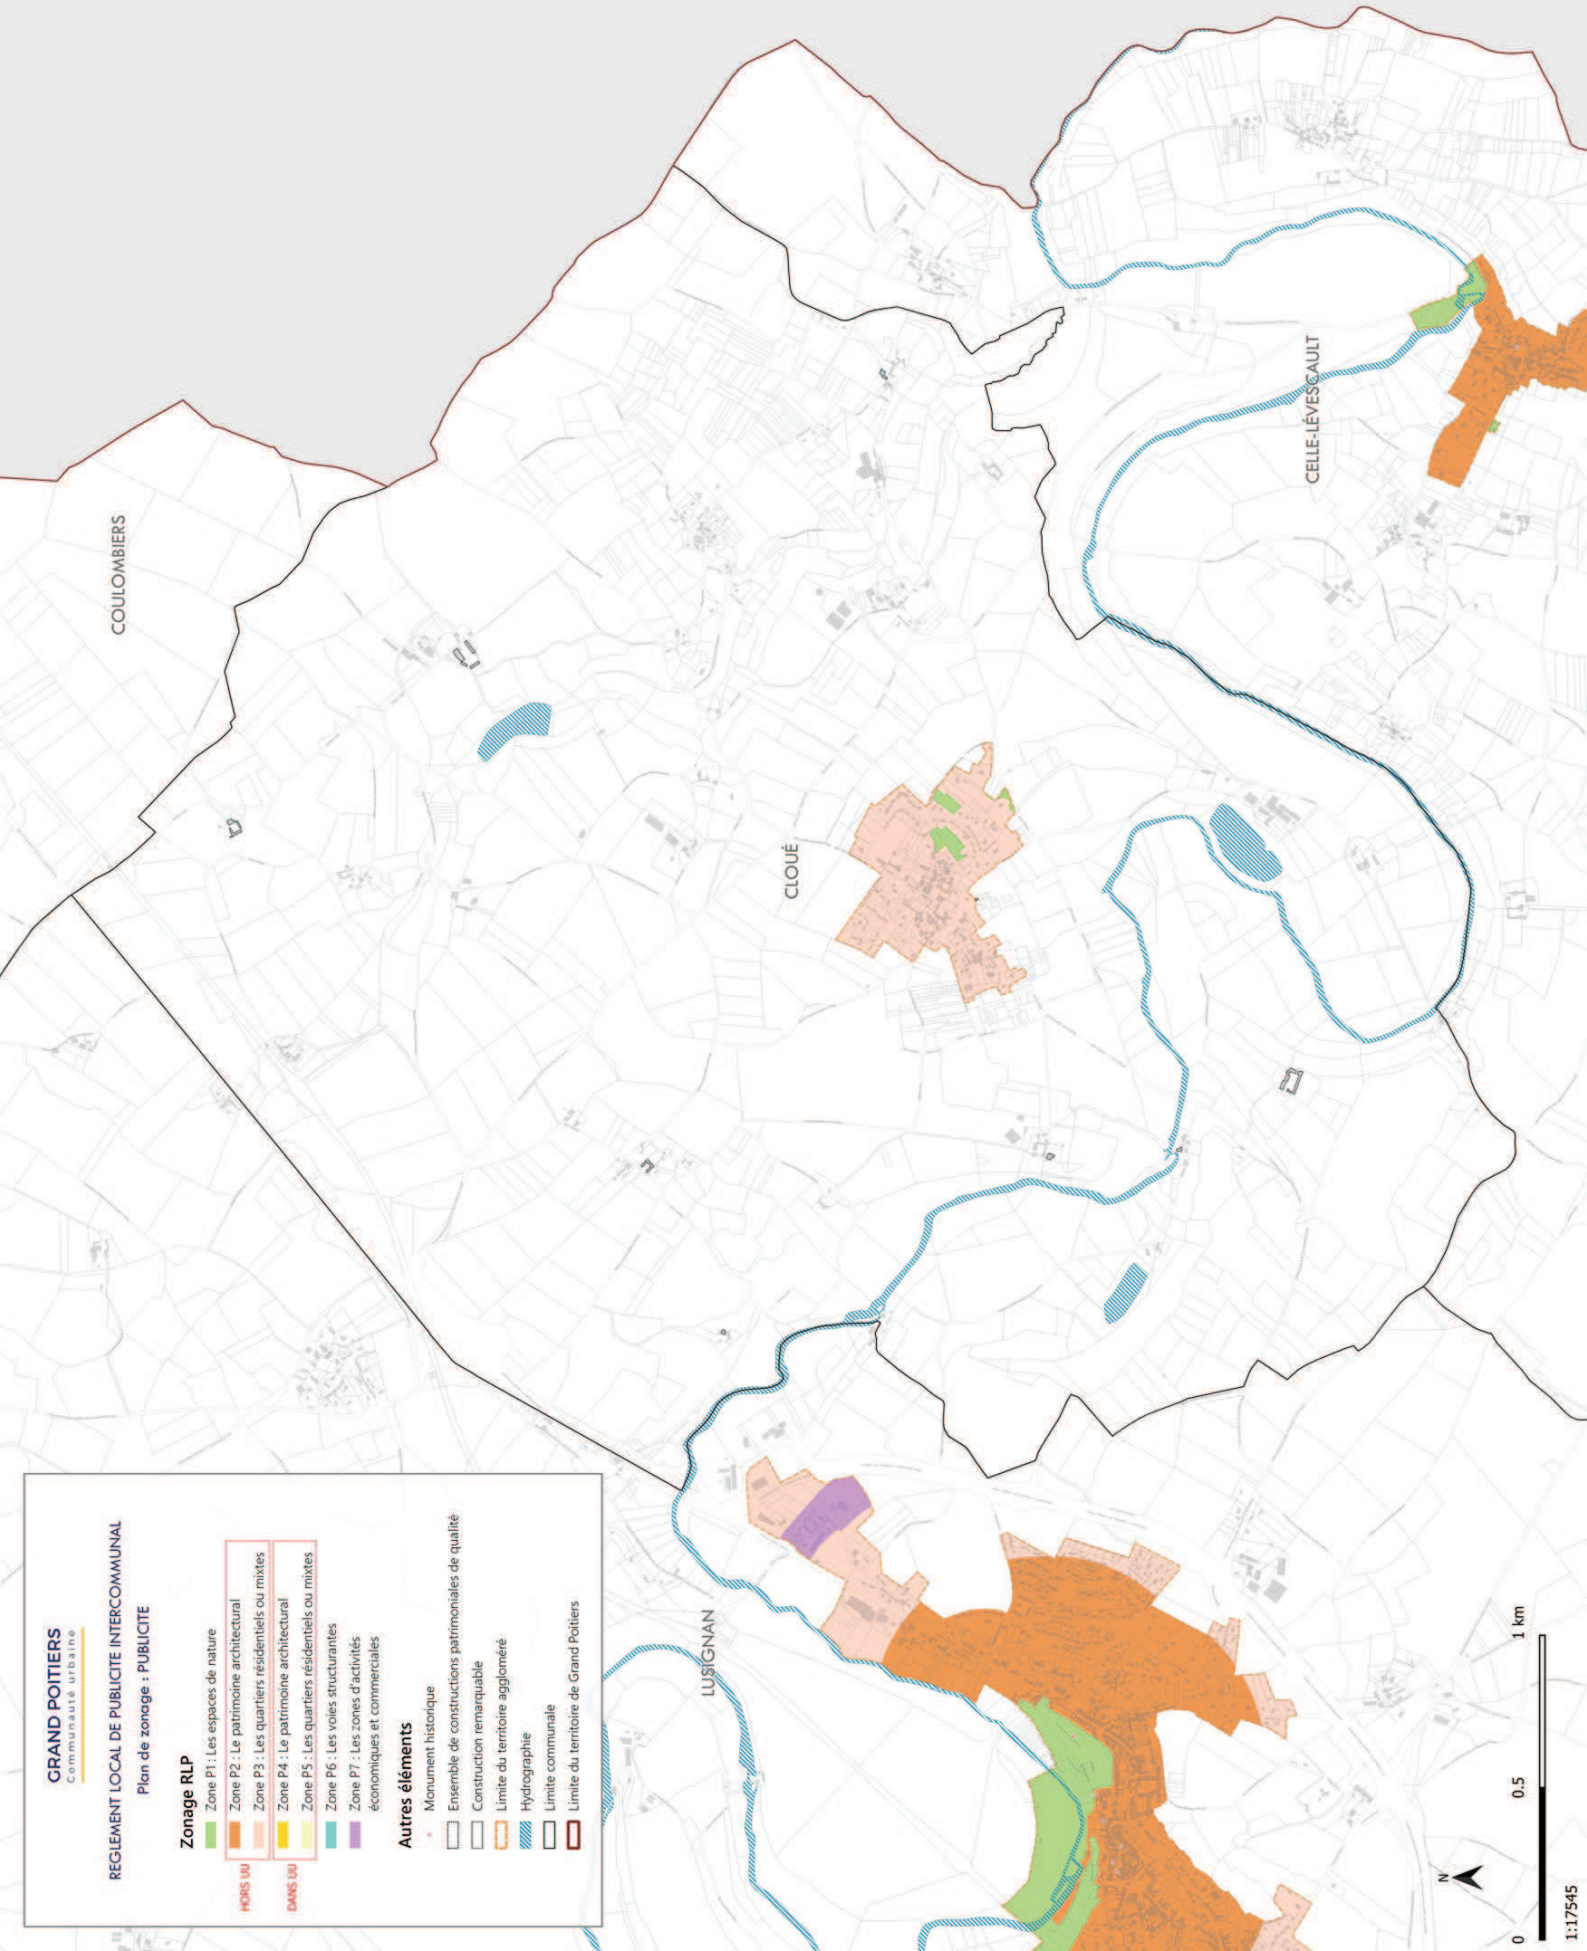 GRAND POITIERS
Communauté urbaine
REGLEMENT LOCAL DE PUBLICITE INTERCOMMUNAL
Plan de zonage : PUBLICITE
Zonage RLP
Zone P1 : Les espaces de nature
HORS UU
Zone P2 : Le patrimoine architectural
Zone P3 : Les quartiers résidentiels ou mixtes
DANS UU
Zone P4 : Le patrimoine architectural
Zone P5 : Les quartiers résidentiels ou mixtes
Zone P6 : Les voies structurantes
Zone P7 : Les zones d'activités
économiques et commerciales
Autres éléments
Monument historique
Ensemble de constructions patrimoniales de qualité
Construction remarquable
Limite du territoire aggloméré
Hydrographie
Limite communale
Limite du territoire de Grand Poitiers
COULOMBIERS
CLOUÉ
CELLE-LÉVESCAULT
LUSIGNAN
N
0
0.5
1 km
1:17545